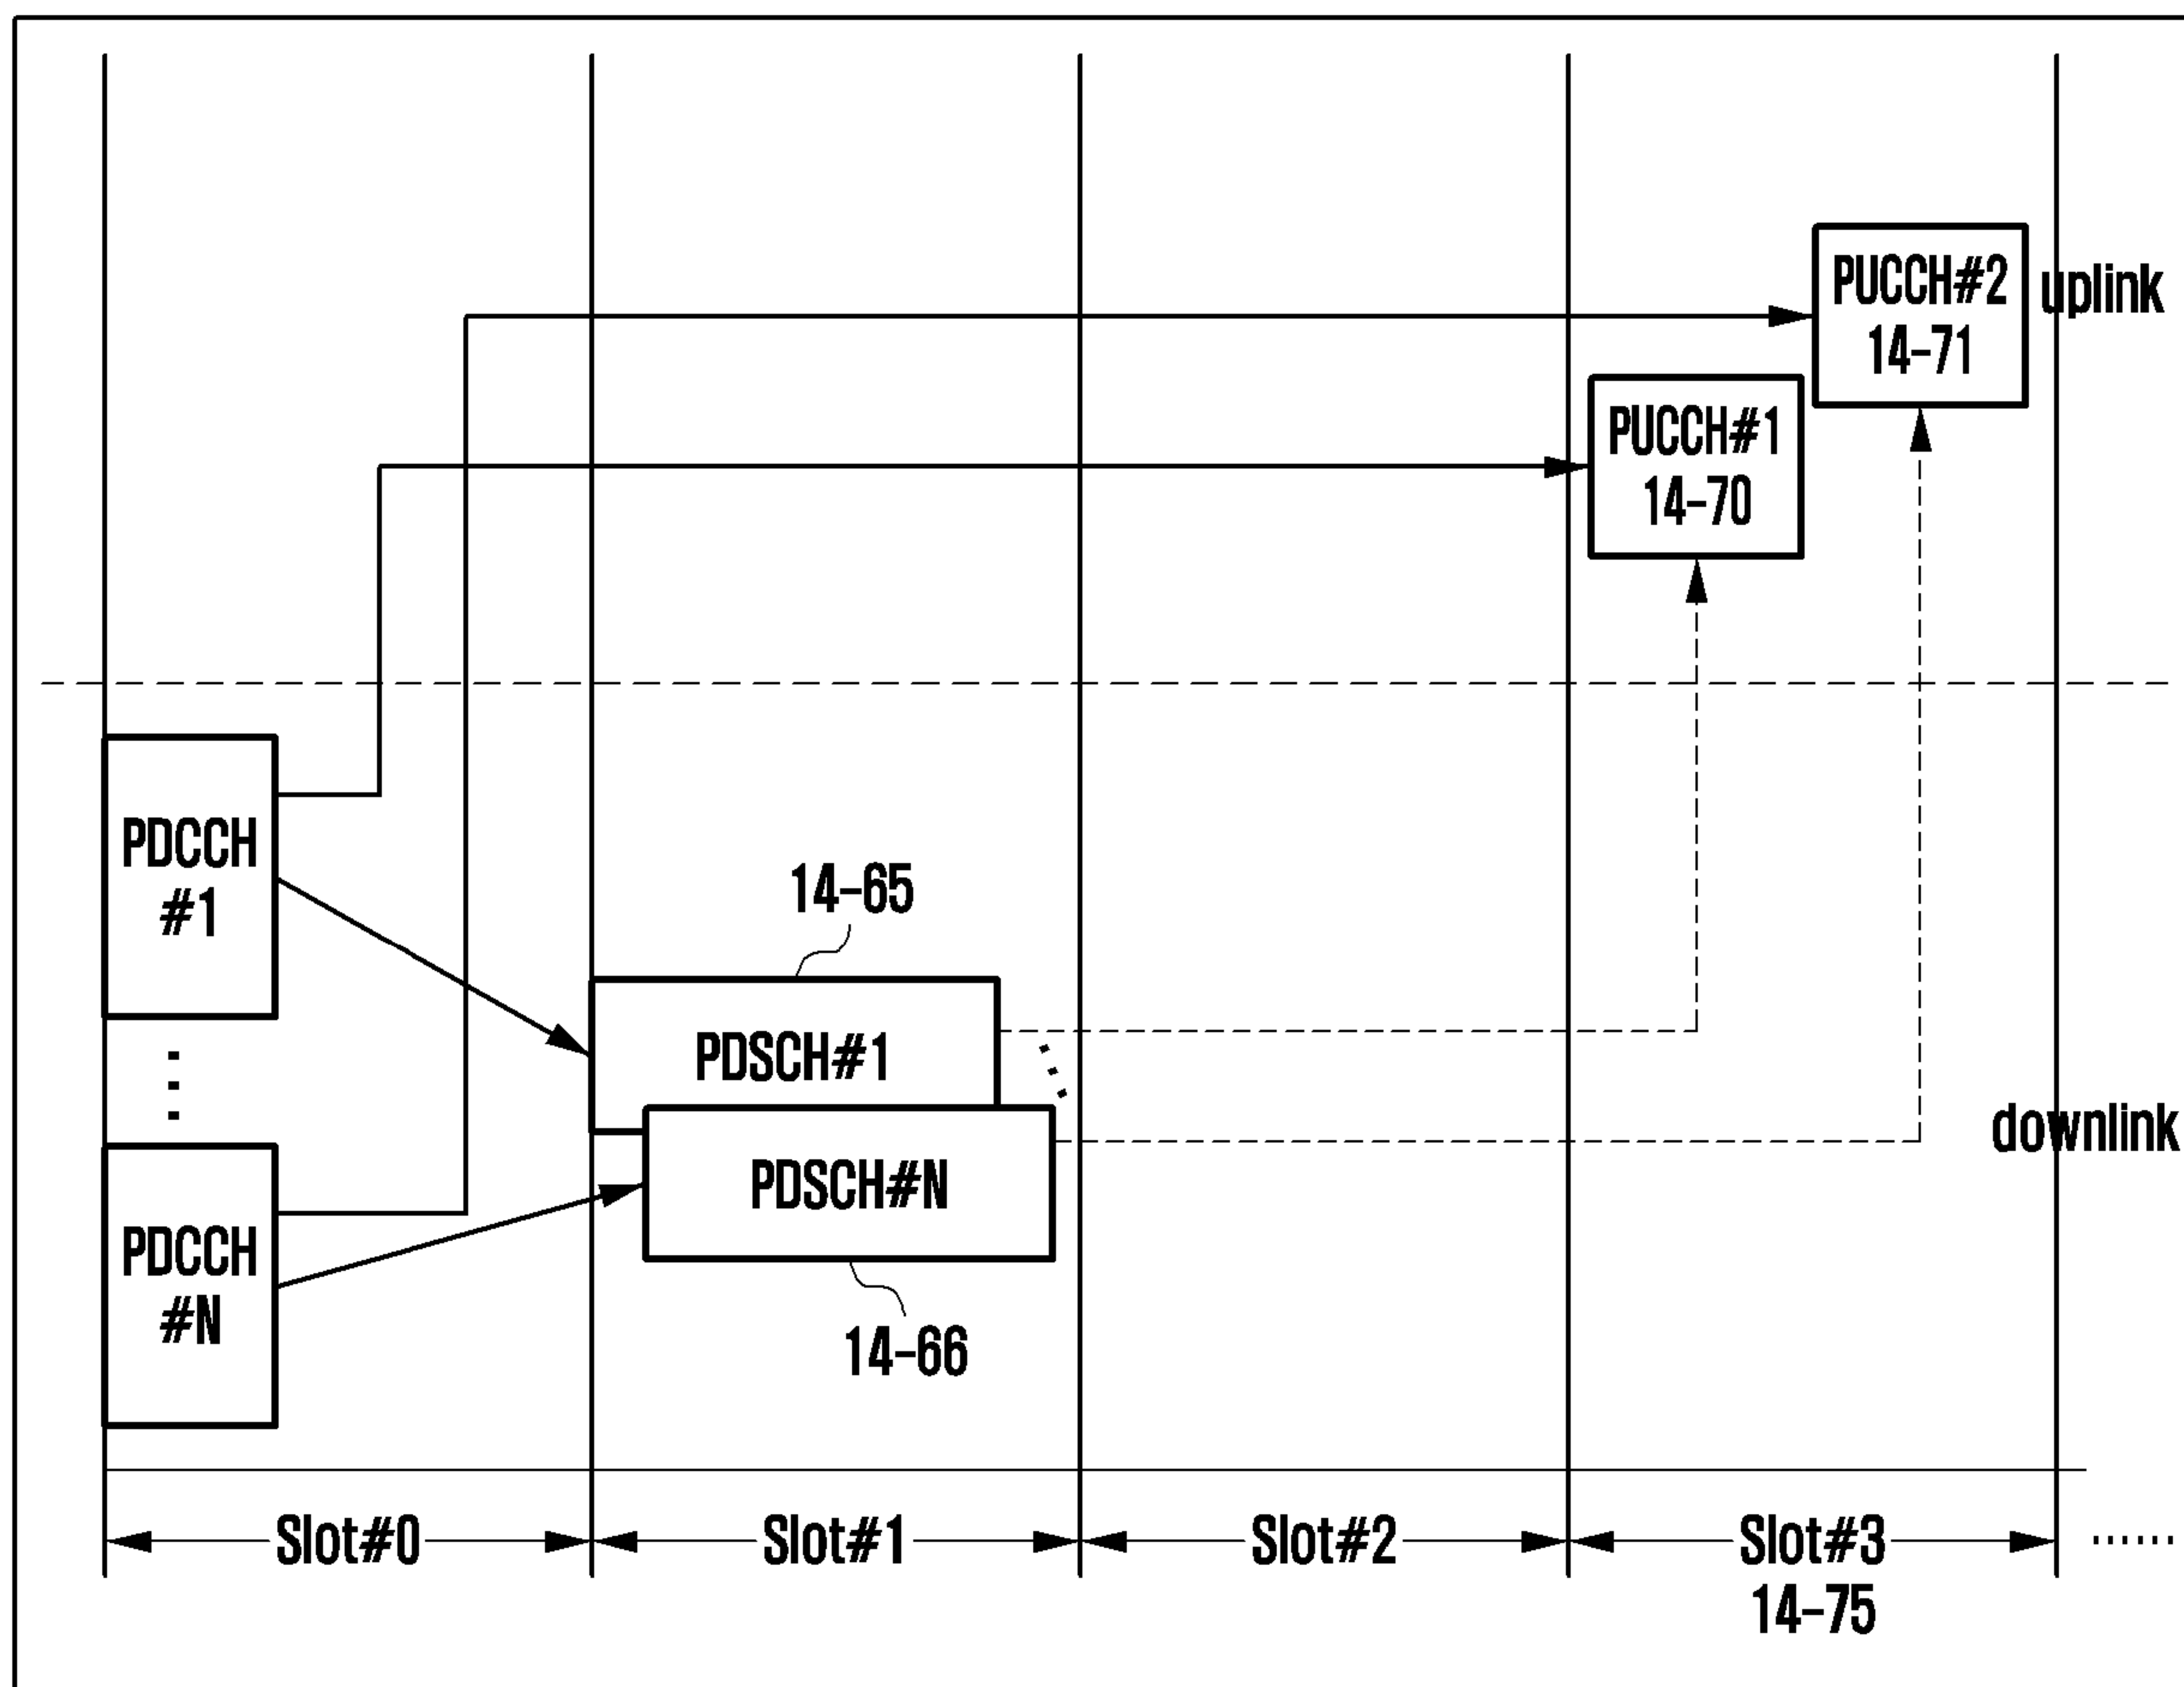 PUCCH#2
14-71
uplink
PUCCH#1
14-70
PDCCH
#1
14-65
PDSCH#1
downlink
PDSCH#N
PDCCH
#N
14-66
Slot#0
Slot#1
Slot#2
Slot#3
14-75